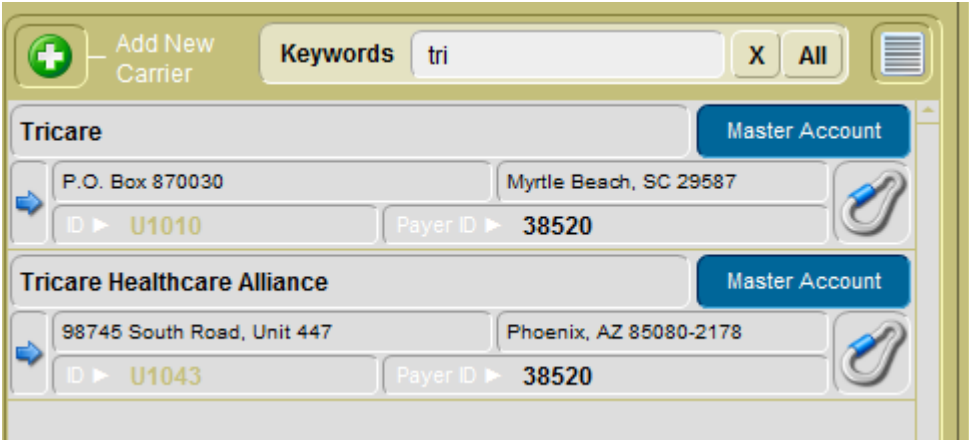 Add New
Carrier
Keywords tri X All
Tricare Master Account
P.O. Box 870030 Myrtle Beach, SC 29587
ID ► U1010 Payer ID ► 38520
Tricare Healthcare Alliance Master Account
98745 South Road, Unit 447 Phoenix, AZ 85080-2178
ID ► U1043 Payer ID ► 38520